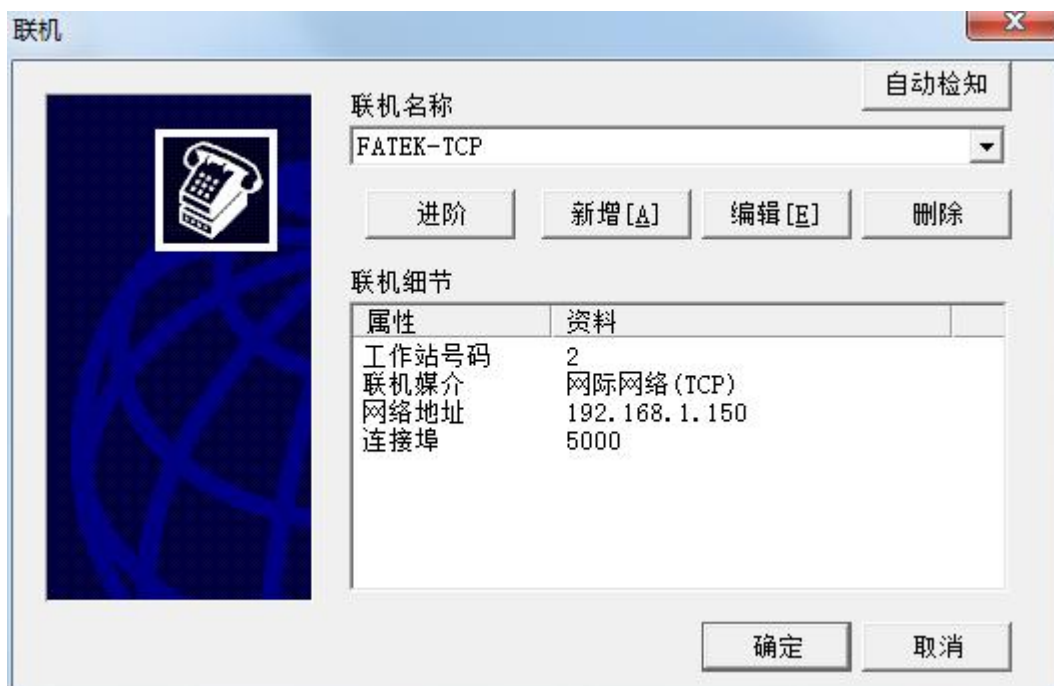 联机
自动检知
联机名称
FATEK-TCP
进阶 新增[A] 编辑[E] 删除
联机细节
属性 资料
工作站号码 2
联机媒介 网际网络(TCP)
网络地址 192.168.1.150
连接埠 5000
确定 取消